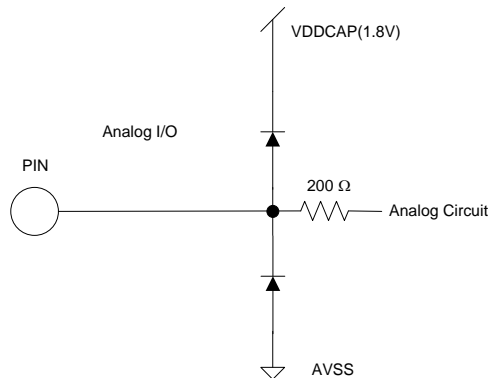 VDDCAP(1.8V)
Analog I/O
PIN
200 Ω
Analog Circuit
AVSS